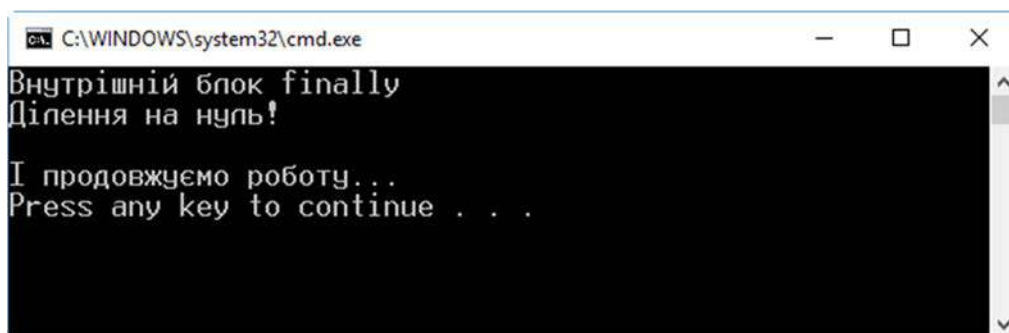 C:\WINDOWS\system32\cmd.exe
Внутрішній блок finally
Ділення на нуль!
І продовжуємо роботу...
Press any key to continue . . .